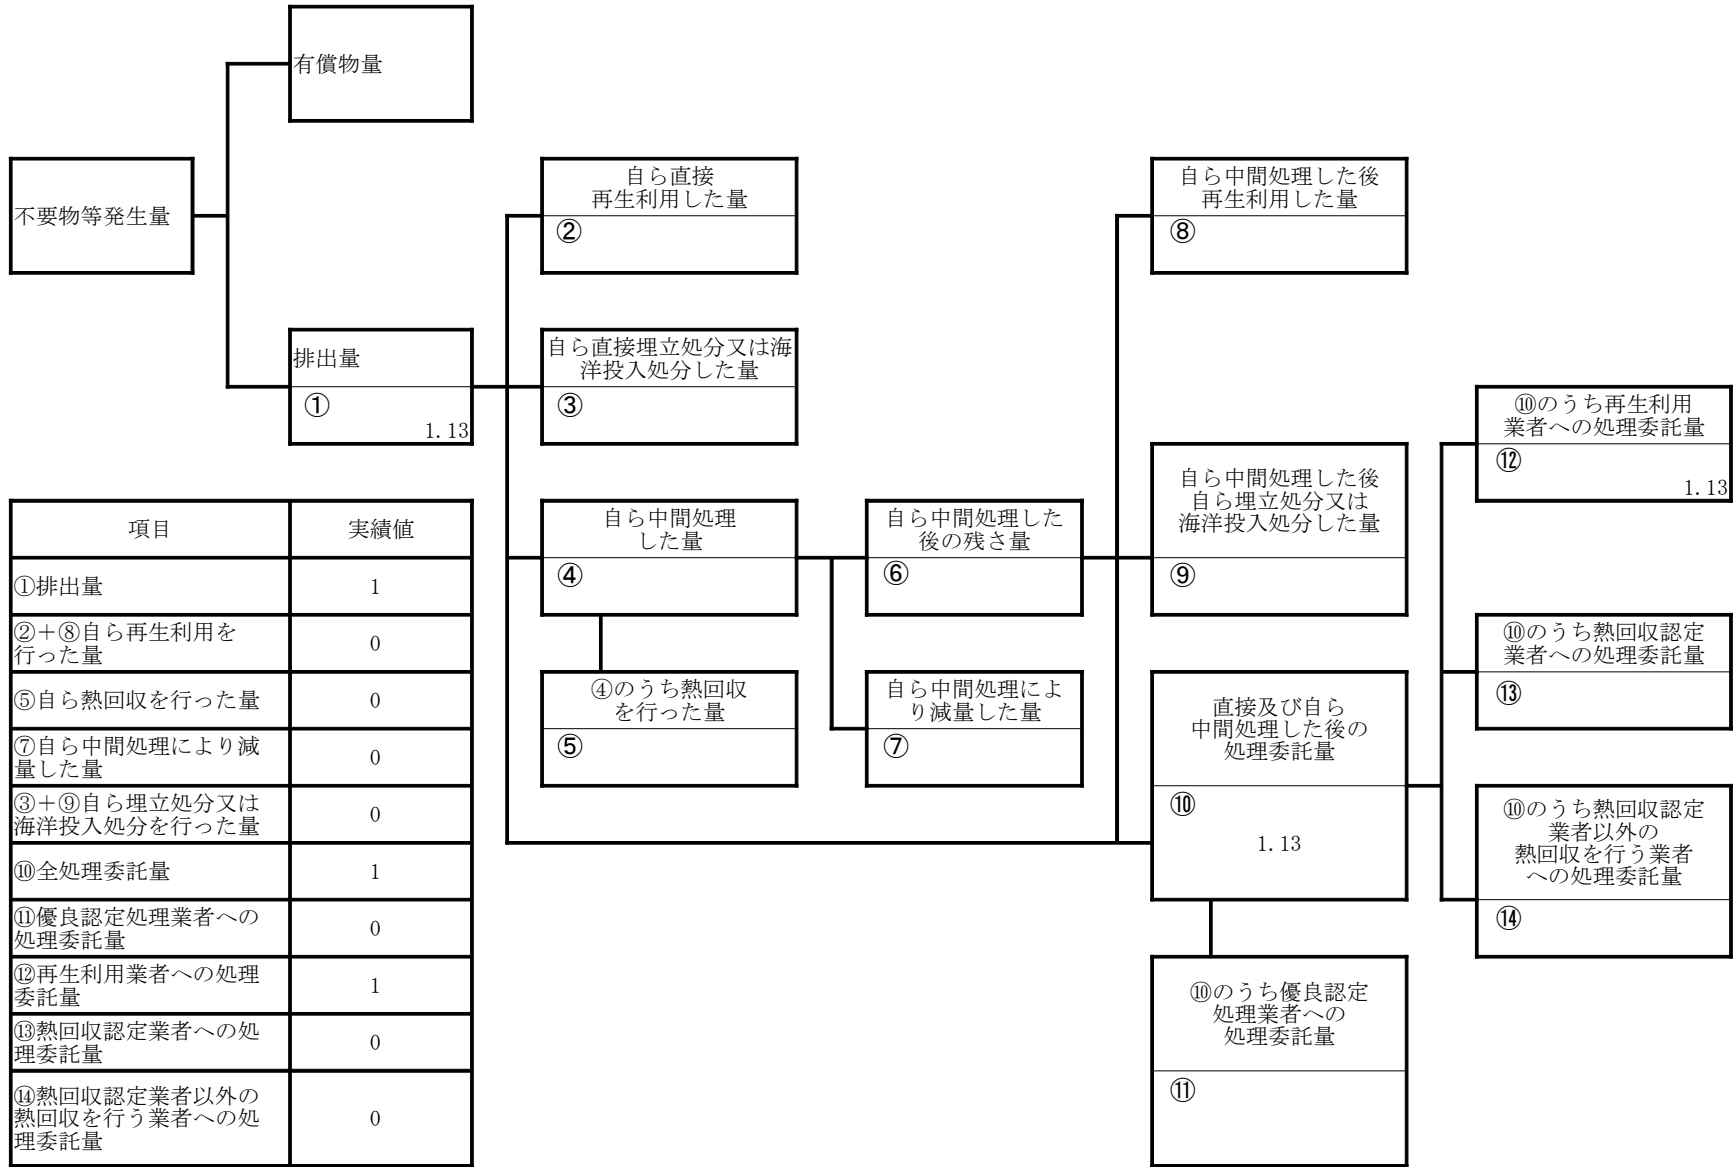 有償物量
不要物等発生量
自ら直接
再生利用した量
②
自ら中間処理した後
再生利用した量
⑧
排出量
①
1.13
自ら直接埋立処分又は海
洋投入処分した量
③
⑩のうち再生利用
業者への処理委託量
⑫
1.13
自ら中間処理
した量
④
自ら中間処理した
後の残さ量
⑥
自ら中間処理した後
自ら埋立処分又は
海洋投入処分した量
⑨
④のうち熱回収
を行った量
⑤
自ら中間処理によ
り減量した量
⑦
直接及び自ら
中間処理した後の
処理委託量
⑩
1.13
⑩のうち熱回収認定
業者への処理委託量
⑬
⑩のうち熱回収認定
業者以外の
熱回収を行う業者
への処理委託量
⑭
⑩のうち優良認定
処理業者への
処理委託量
⑪
項目 実績値
①排出量 1
②＋⑧自ら再生利用を
行った量 0
⑤自ら熱回収を行った量 0
⑦自ら中間処理により減
量した量 0
③＋⑨自ら埋立処分又は
海洋投入処分を行った量 0
⑩全処理委託量 1
⑪優良認定処理業者への
処理委託量 0
⑫再生利用業者への処理
委託量 1
⑬熱回収認定業者への処
理委託量 0
⑭熱回収認定業者以外の
熱回収を行う業者への処
理委託量 0